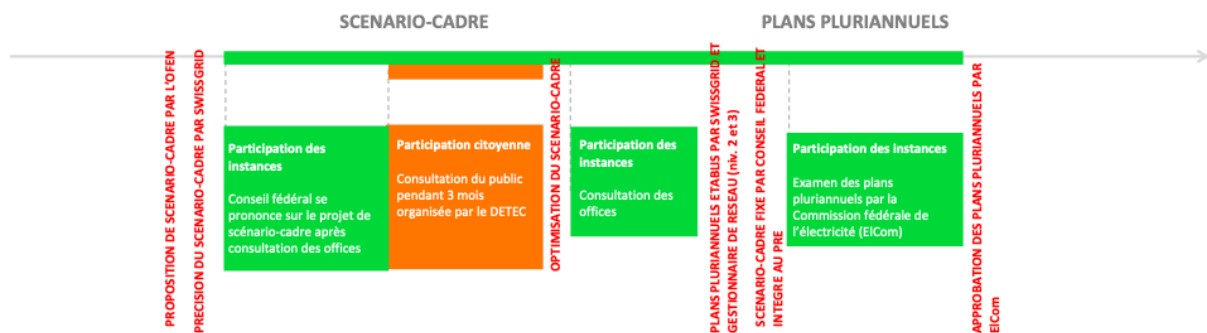 SCENARIO-CADRE
PLANS PLURIANNUELS
PROPOSITION DE SCENARIO-CADRE PAR L'OFEN
PRECISION DU SCENARIO-CADRE PAR SWISSGRID
Participation des
instances
Conseil fédéral se
prononce sur le projet de
scénario-cadre après
consultation des offices
Participation citoyenne
Consultation du public
pendant 3 mois
organisée par le DETEC
OPTIMISATION DU SCENARIO-CADRE
Participation des
instances
Consultation des
offices
PLANS PLURIANNUELS ETABLIS PAR SWISSGRID ET
GESTIONNAIRE DE RESEAU (niv. 2 et 3)
SCENARIO-CADRE FIXE PAR CONSEIL FEDERAL ET
INTEGRE AU PRE
Participation des instances
Examen des plans
pluriannuels par la
Commission fédérale de
l'électricité (ElCom)
APPROBATION DES PLANS PLURIANNUELS PAR
ElCom